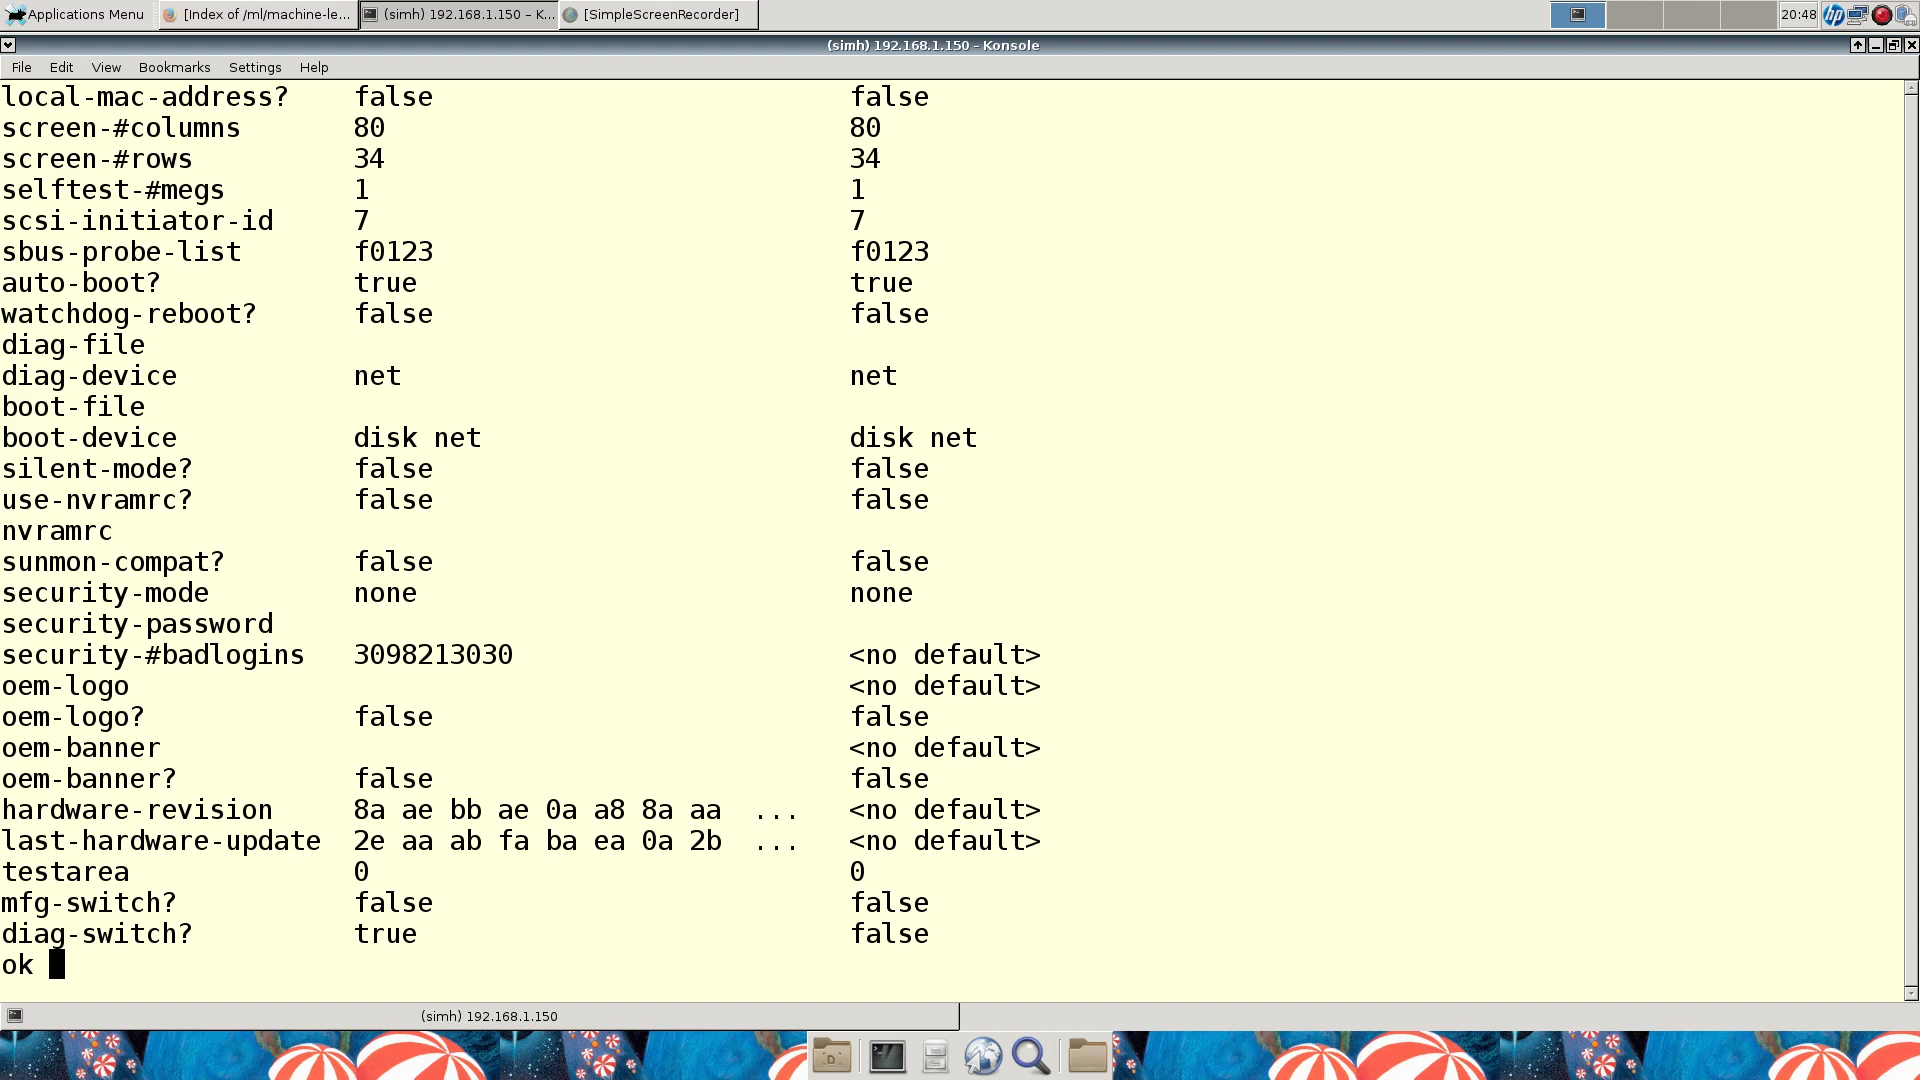 Applications Menu [Index of /ml/machine-le... (simh) 192.168.1.150 – K... [SimpleScreenRecorder] 20:48
(simh) 192.168.1.150 – Konsole
File Edit View Bookmarks Settings Help
local-mac-address? false false
screen-#columns 80 80
screen-#rows 34 34
selftest-#megs 1 1
scsi-initiator-id 7 7
sbus-probe-list f0123 f0123
auto-boot? true true
watchdog-reboot? false false
diag-file
diag-device net net
boot-file
boot-device disk net disk net
silent-mode? false false
use-nvramrc? false false
nvramrc
sunmon-compat? false false
security-mode none none
security-password
security-#badlogins 3098213030 <no default>
oem-logo <no default>
oem-logo? false false
oem-banner <no default>
oem-banner? false false
hardware-revision 8a ae bb ae 0a a8 8a aa ... <no default>
last-hardware-update 2e aa ab fa ba ea 0a 2b ... <no default>
testarea 0 0
mfg-switch? false false
diag-switch? true false
ok
(simh) 192.168.1.150